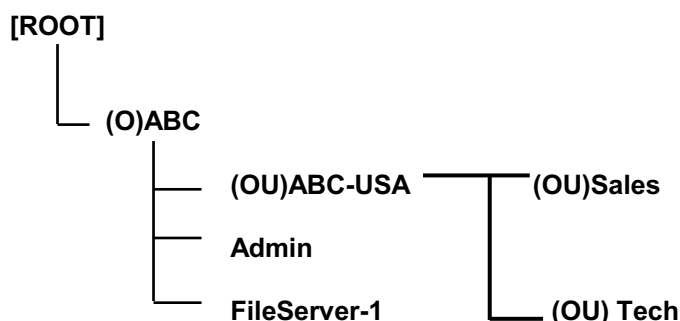 [ROOT]
(O)ABC
(OU)ABC-USA (OU)Sales
Admin
FileServer-1 (OU) Tech